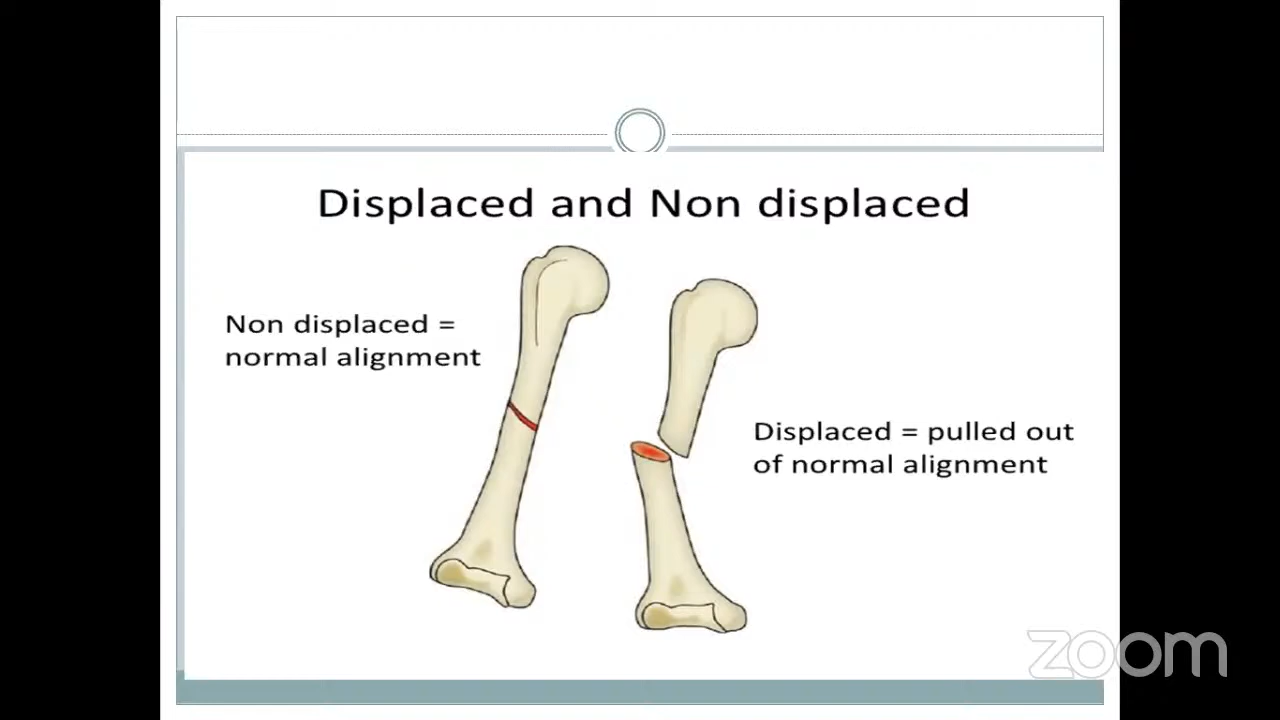 Displaced and Non displaced
Non displaced =
normal alignment
Displaced = pulled out
of normal alignment
zoom